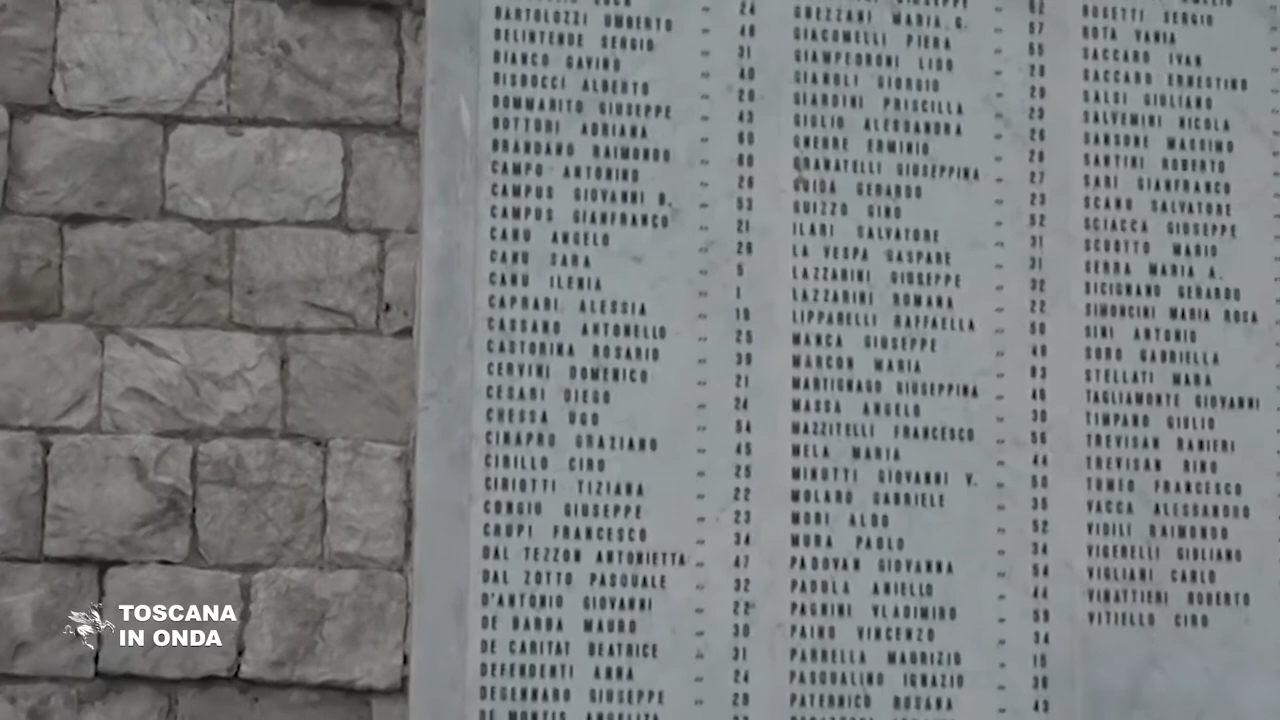 BARTOLOZZI UMBERTO " 24
BELINTENDE SERGIO " 46
BIANCO GAVINO " 31
BISBOCCI ALBERTO " 40
BOMMARITO GIUSEPPE " 20
BOTTORI ADRIANA " 43
BRANDANO RAIMONDO " 60
CAMPO ANTONINO " 60
CAMPUS GIOVANNI B. " 26
CAMPUS GIANFRANCO " 53
CANU ANGELO " 21
CANU SARA " 28
CANU ILENIA " 5
CAPRARI ALESSIA " 1
CASSANO ANTONELLO " 19
CASTORINA ROSARIO " 25
CERVINI DOMENICO " 39
CESARI DIEGO " 21
CHESSA UGO " 24
CINAPRO GRAZIANO " 54
CIRILLO CIRO " 45
CIRIOTTI TIZIANA " 25
CONGIU GIUSEPPE " 22
CRUPI FRANCESCO " 23
DAL TEZZON ANTONIETTA " 34
DAL ZOTTO PASQUALE " 47
D'ANTONIO GIOVANNI " 32
DE BARBA MAURO " 22
DE CARITAT BEATRICE " 30
DEFENDENTI ANNA " 31
DEGENNARO GIUSEPPE " 24
GHEZZANI MARIA G. " 62
GIACOMELLI PIERA " 57
GIAMPEDRONI LIDO " 65
GIANOLI GIORGIO " 28
GIARDINI PRISCILLA " 20
GIGLIO ALESSANDRA " 23
GNERRE ERMINIO " 26
GRANATELLI GIUSEPPINA " 28
GUIDA GERARDO " 27
GUIZZO GINO " 23
ILARI SALVATORE " 52
LA VESPA GASPARE " 31
LAZZARINI GIUSEPPE " 31
LAZZARINI ROMANA " 32
LIPPARELLI RAFFAELLA " 22
MANCA GIUSEPPE " 50
MARCON MARIA " 40
MARTIGNAGO GIUSEPPINA " 83
MASSA ANGELO " 46
MAZZITELLI FRANCESCO " 30
MELA MARIA " 56
MINUTTI GIOVANNI V. " 44
MOLARO GABRIELE " 50
MORI ALDO " 35
MURA PAOLO " 52
PADOVAN GIOVANNA " 34
PADULA ANIELLO " 54
PAGNINI VLADIMIRO " 44
PAINO VINCENZO " 59
PARRELLA MAURIZIO " 34
PASQUALINO IGNAZIO " 15
PATERNICO ROSANA " 36
ROSETTI SERGIO
ROTA VANIA
SACCARO IVAN
SACCARO ERNESTINO
SALSI GIULIANO
SALVEMINI NICOLA
SANSONE MASSIMO
SANTINI ROBERTO
SARI GIANFRANCO
SCANO SALVATORE
SCIACCA GIUSEPPE
SCUOTTO MARIO
SERRA MARIA A.
SICIGNANO GERARDO
SIMONCINI MARIA ROSA
SINI ANTONIO
SORO GABRIELLA
STELLATI MARA
TAGLIAMONTE GIOVANNI
TIMPANO GIULIO
TREVISAN RANIERI
TREVISAN RINO
TUMEO FRANCESCO
VACCA ALESSANDRO
VIDILI RAIMONDO
VIGERELLI GIULIANO
VIGLIANI CARLO
VINATTIERI ROBERTO
VITIELLO CIRO
TOSCANA
IN ONDA